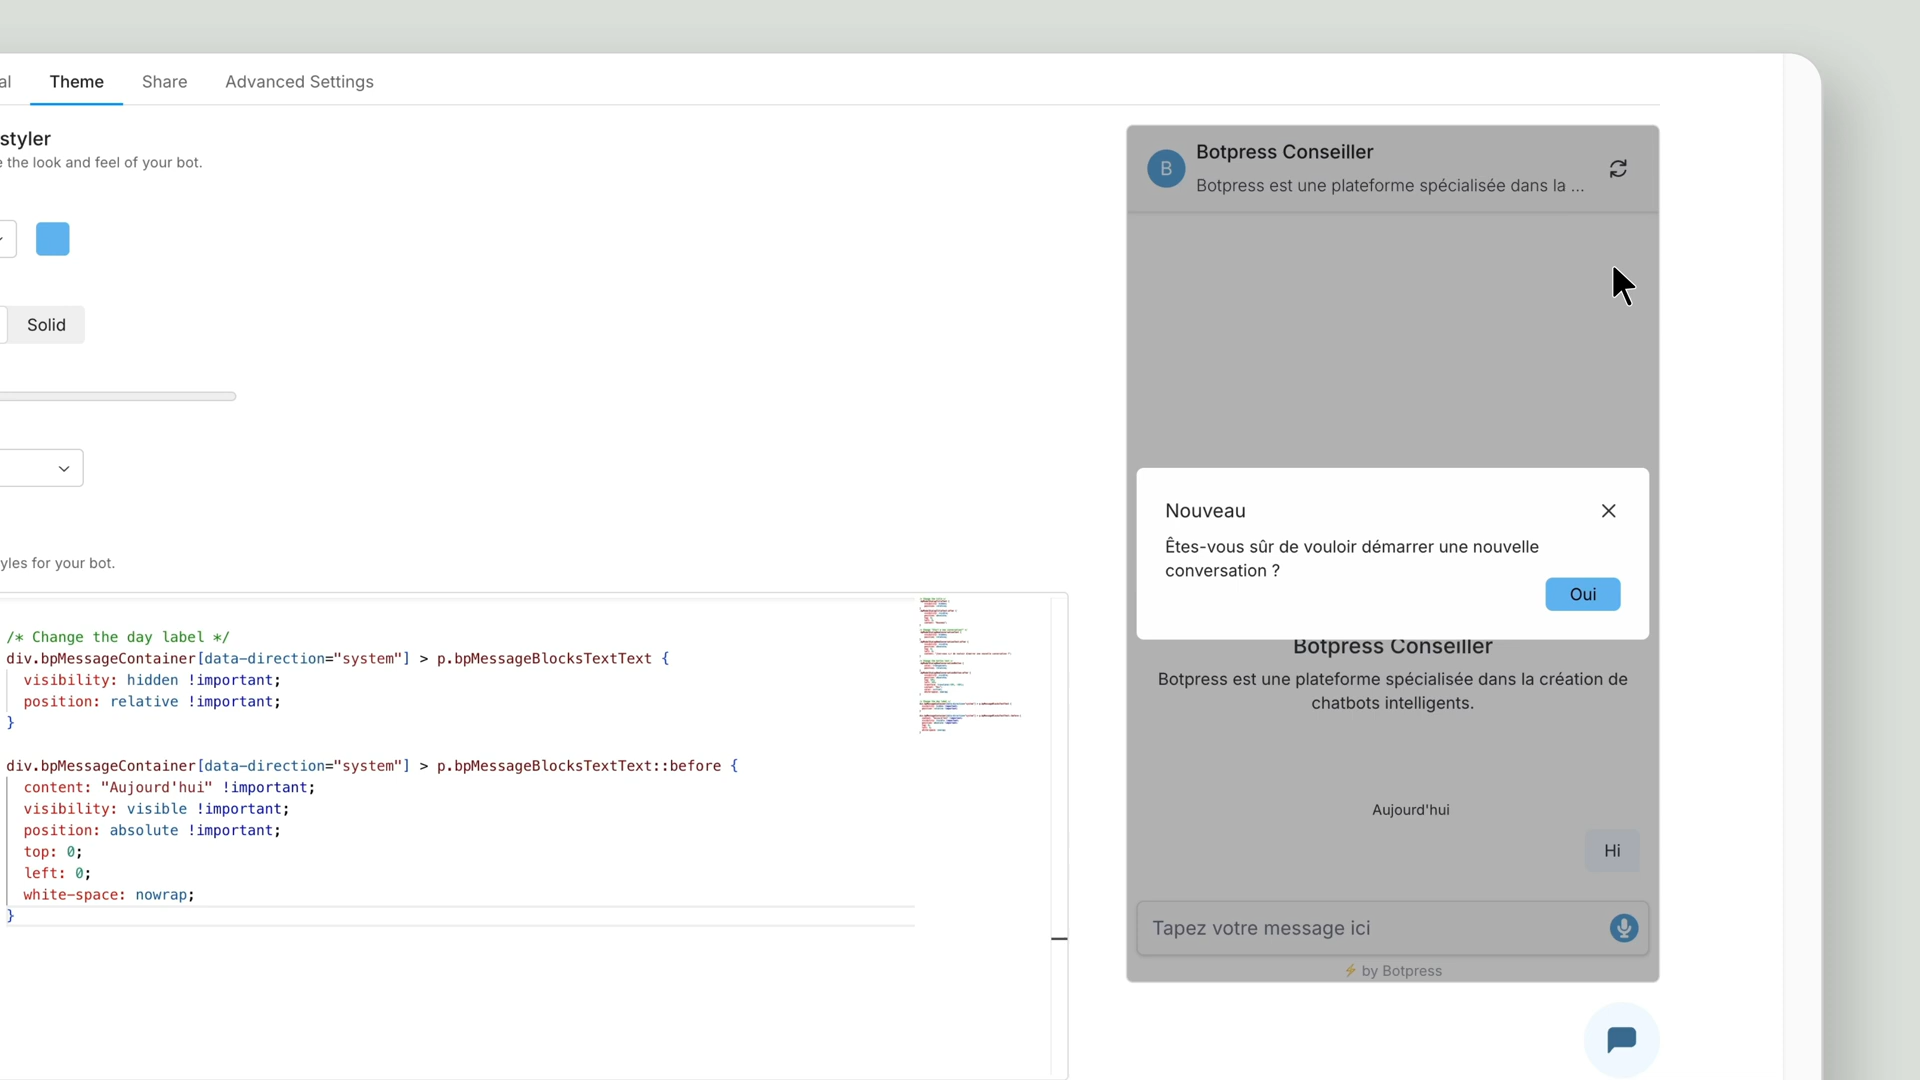 al
Theme
Share
Advanced Settings
styler
e the look and feel of your bot.
Solid
yles for your bot.
/* Change the day label */
div.bpMessageContainer[data-direction="system"] > p.bpMessageBlocksTextText {
visibility: hidden !important;
position: relative !important;
}
div.bpMessageContainer[data-direction="system"] > p.bpMessageBlocksTextText::before {
content: "Aujourd'hui" !important;
visibility: visible !important;
position: absolute !important;
top: 0;
left: 0;
white-space: nowrap;
}
B
Botpress Conseiller
Botpress est une plateforme spécialisée dans la ...
Nouveau
Êtes-vous sûr de vouloir démarrer une nouvelle
conversation ?
Oui
Botpress Conseiller
Botpress est une plateforme spécialisée dans la création de
chatbots intelligents.
Aujourd'hui
Hi
Tapez votre message ici
⚡ by Botpress